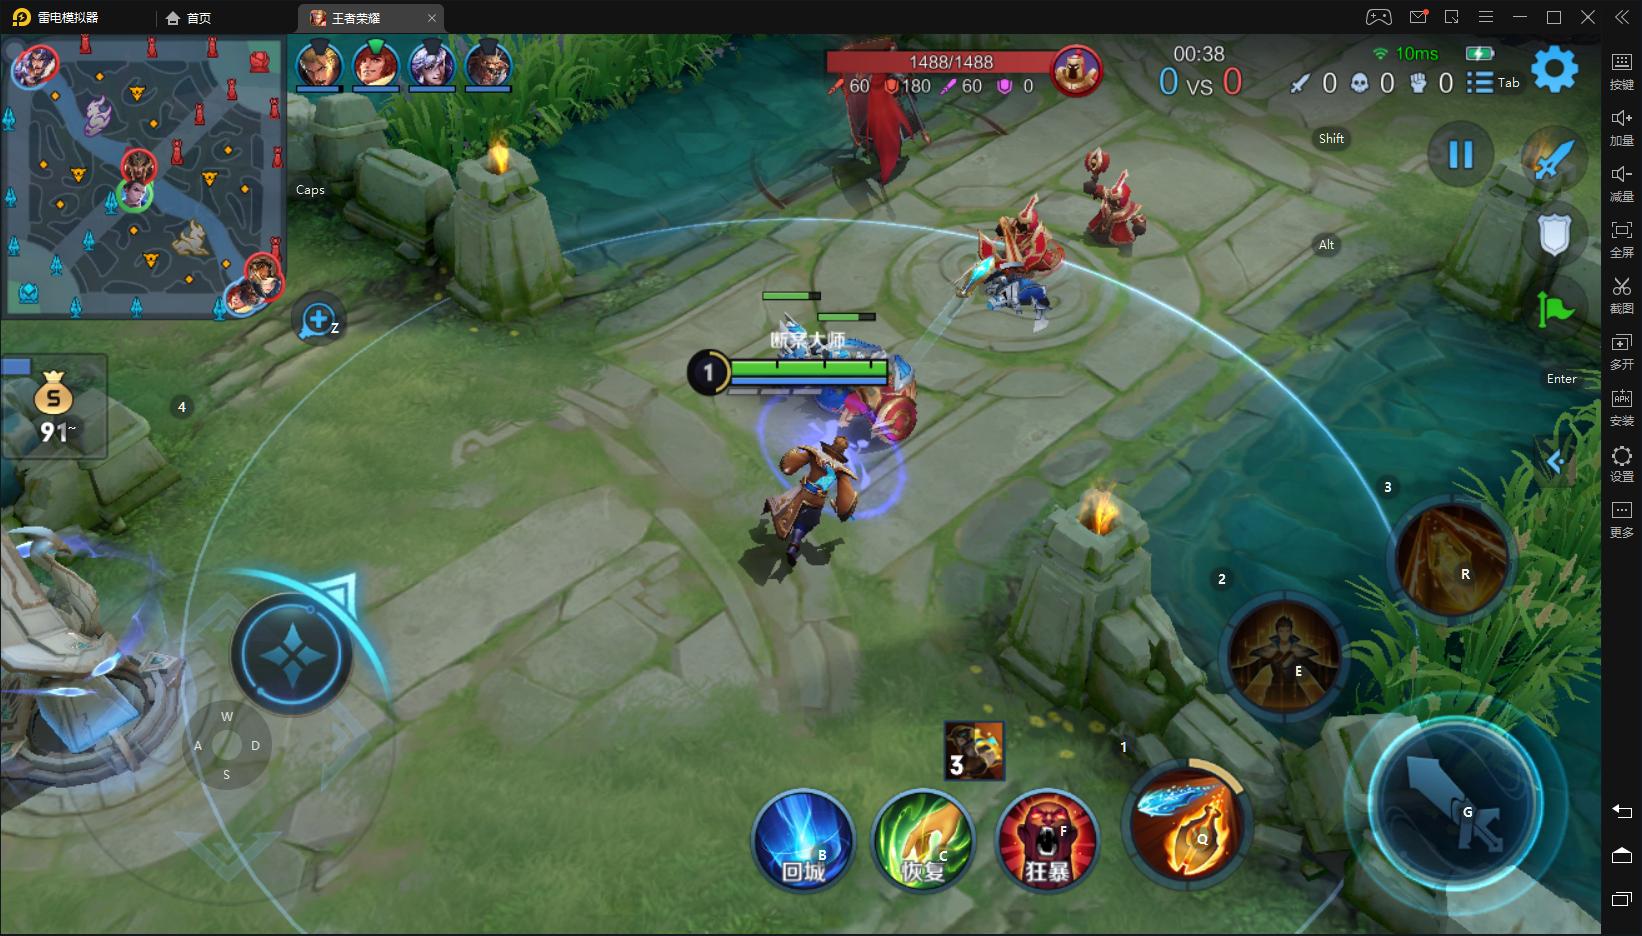 雷电模拟器
首页
王者荣耀
1488/1488
60 180 60 0
00:38
0 VS 0
10ms
0 0 0
Tab
Shift
Caps
Alt
Z
断案大师
1
91~
4
Enter
3
R
2
E
W
A D
S
3
1
B
回城
C
恢复
F
狂暴
Q
G
按键
加量
减量
全屏
截图
多开
APK
安装
设置
更多